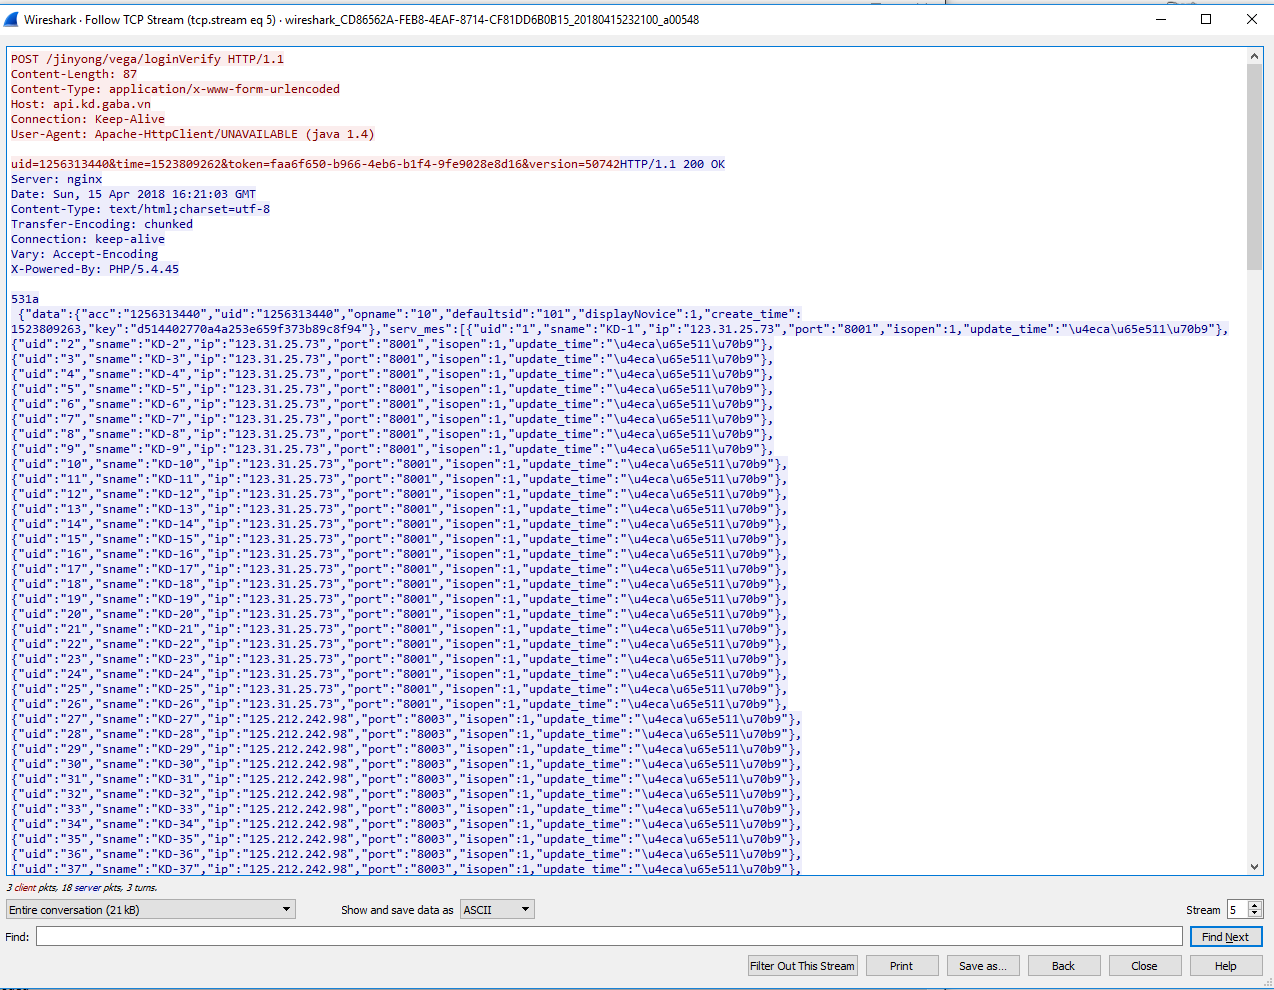 Wireshark · Follow TCP Stream (tcp.stream eq 5) · wireshark_CD86562A-FEB8-4EAF-8714-CF81DD6B0B15_20180415232100_a00548
POST /jinyong/vega/loginVerify HTTP/1.1
Content-Length: 87
Content-Type: application/x-www-form-urlencoded
Host: api.kd.gaba.vn
Connection: Keep-Alive
User-Agent: Apache-HttpClient/UNAVAILABLE (java 1.4)
uid=1256313440&time=1523809262&token=faa6f650-b966-4eb6-b1f4-9fe9028e8d16&version=50742HTTP/1.1 200 OK
Server: nginx
Date: Sun, 15 Apr 2018 16:21:03 GMT
Content-Type: text/html;charset=utf-8
Transfer-Encoding: chunked
Connection: keep-alive
Vary: Accept-Encoding
X-Powered-By: PHP/5.4.45
531a
{"data":{"acc":"1256313440","uid":"1256313440","opname":"10","defaultsid":"101","displayNovice":1,"create_time":
1523809263,"key":"d514402770a4a253e659f373b89c8f94"},"serv_mes":[{"uid":"1","sname":"KD-1","ip":"123.31.25.73","port":"8001","isopen":1,"update_time":"\u4eca\u65e511\u70b9"},
{"uid":"2","sname":"KD-2","ip":"123.31.25.73","port":"8001","isopen":1,"update_time":"\u4eca\u65e511\u70b9"},
{"uid":"3","sname":"KD-3","ip":"123.31.25.73","port":"8001","isopen":1,"update_time":"\u4eca\u65e511\u70b9"},
{"uid":"4","sname":"KD-4","ip":"123.31.25.73","port":"8001","isopen":1,"update_time":"\u4eca\u65e511\u70b9"},
{"uid":"5","sname":"KD-5","ip":"123.31.25.73","port":"8001","isopen":1,"update_time":"\u4eca\u65e511\u70b9"},
{"uid":"6","sname":"KD-6","ip":"123.31.25.73","port":"8001","isopen":1,"update_time":"\u4eca\u65e511\u70b9"},
{"uid":"7","sname":"KD-7","ip":"123.31.25.73","port":"8001","isopen":1,"update_time":"\u4eca\u65e511\u70b9"},
{"uid":"8","sname":"KD-8","ip":"123.31.25.73","port":"8001","isopen":1,"update_time":"\u4eca\u65e511\u70b9"},
{"uid":"9","sname":"KD-9","ip":"123.31.25.73","port":"8001","isopen":1,"update_time":"\u4eca\u65e511\u70b9"},
{"uid":"10","sname":"KD-10","ip":"123.31.25.73","port":"8001","isopen":1,"update_time":"\u4eca\u65e511\u70b9"},
{"uid":"11","sname":"KD-11","ip":"123.31.25.73","port":"8001","isopen":1,"update_time":"\u4eca\u65e511\u70b9"},
{"uid":"12","sname":"KD-12","ip":"123.31.25.73","port":"8001","isopen":1,"update_time":"\u4eca\u65e511\u70b9"},
{"uid":"13","sname":"KD-13","ip":"123.31.25.73","port":"8001","isopen":1,"update_time":"\u4eca\u65e511\u70b9"},
{"uid":"14","sname":"KD-14","ip":"123.31.25.73","port":"8001","isopen":1,"update_time":"\u4eca\u65e511\u70b9"},
{"uid":"15","sname":"KD-15","ip":"123.31.25.73","port":"8001","isopen":1,"update_time":"\u4eca\u65e511\u70b9"},
{"uid":"16","sname":"KD-16","ip":"123.31.25.73","port":"8001","isopen":1,"update_time":"\u4eca\u65e511\u70b9"},
{"uid":"17","sname":"KD-17","ip":"123.31.25.73","port":"8001","isopen":1,"update_time":"\u4eca\u65e511\u70b9"},
{"uid":"18","sname":"KD-18","ip":"123.31.25.73","port":"8001","isopen":1,"update_time":"\u4eca\u65e511\u70b9"},
{"uid":"19","sname":"KD-19","ip":"123.31.25.73","port":"8001","isopen":1,"update_time":"\u4eca\u65e511\u70b9"},
{"uid":"20","sname":"KD-20","ip":"123.31.25.73","port":"8001","isopen":1,"update_time":"\u4eca\u65e511\u70b9"},
{"uid":"21","sname":"KD-21","ip":"123.31.25.73","port":"8001","isopen":1,"update_time":"\u4eca\u65e511\u70b9"},
{"uid":"22","sname":"KD-22","ip":"123.31.25.73","port":"8001","isopen":1,"update_time":"\u4eca\u65e511\u70b9"},
{"uid":"23","sname":"KD-23","ip":"123.31.25.73","port":"8001","isopen":1,"update_time":"\u4eca\u65e511\u70b9"},
{"uid":"24","sname":"KD-24","ip":"123.31.25.73","port":"8001","isopen":1,"update_time":"\u4eca\u65e511\u70b9"},
{"uid":"25","sname":"KD-25","ip":"123.31.25.73","port":"8001","isopen":1,"update_time":"\u4eca\u65e511\u70b9"},
{"uid":"26","sname":"KD-26","ip":"123.31.25.73","port":"8001","isopen":1,"update_time":"\u4eca\u65e511\u70b9"},
{"uid":"27","sname":"KD-27","ip":"125.212.242.98","port":"8003","isopen":1,"update_time":"\u4eca\u65e511\u70b9"},
{"uid":"28","sname":"KD-28","ip":"125.212.242.98","port":"8003","isopen":1,"update_time":"\u4eca\u65e511\u70b9"},
{"uid":"29","sname":"KD-29","ip":"125.212.242.98","port":"8003","isopen":1,"update_time":"\u4eca\u65e511\u70b9"},
{"uid":"30","sname":"KD-30","ip":"125.212.242.98","port":"8003","isopen":1,"update_time":"\u4eca\u65e511\u70b9"},
{"uid":"31","sname":"KD-31","ip":"125.212.242.98","port":"8003","isopen":1,"update_time":"\u4eca\u65e511\u70b9"},
{"uid":"32","sname":"KD-32","ip":"125.212.242.98","port":"8003","isopen":1,"update_time":"\u4eca\u65e511\u70b9"},
{"uid":"33","sname":"KD-33","ip":"125.212.242.98","port":"8003","isopen":1,"update_time":"\u4eca\u65e511\u70b9"},
{"uid":"34","sname":"KD-34","ip":"125.212.242.98","port":"8003","isopen":1,"update_time":"\u4eca\u65e511\u70b9"},
{"uid":"35","sname":"KD-35","ip":"125.212.242.98","port":"8003","isopen":1,"update_time":"\u4eca\u65e511\u70b9"},
{"uid":"36","sname":"KD-36","ip":"125.212.242.98","port":"8003","isopen":1,"update_time":"\u4eca\u65e511\u70b9"},
{"uid":"37","sname":"KD-37","ip":"125.212.242.98","port":"8003","isopen":1,"update_time":"\u4eca\u65e511\u70b9"},
3 client pkts, 18 server pkts, 3 turns.
Entire conversation (21 kB) Show and save data as ASCII Stream 5
Find: Find Next
Filter Out This Stream Print Save as... Back Close Help